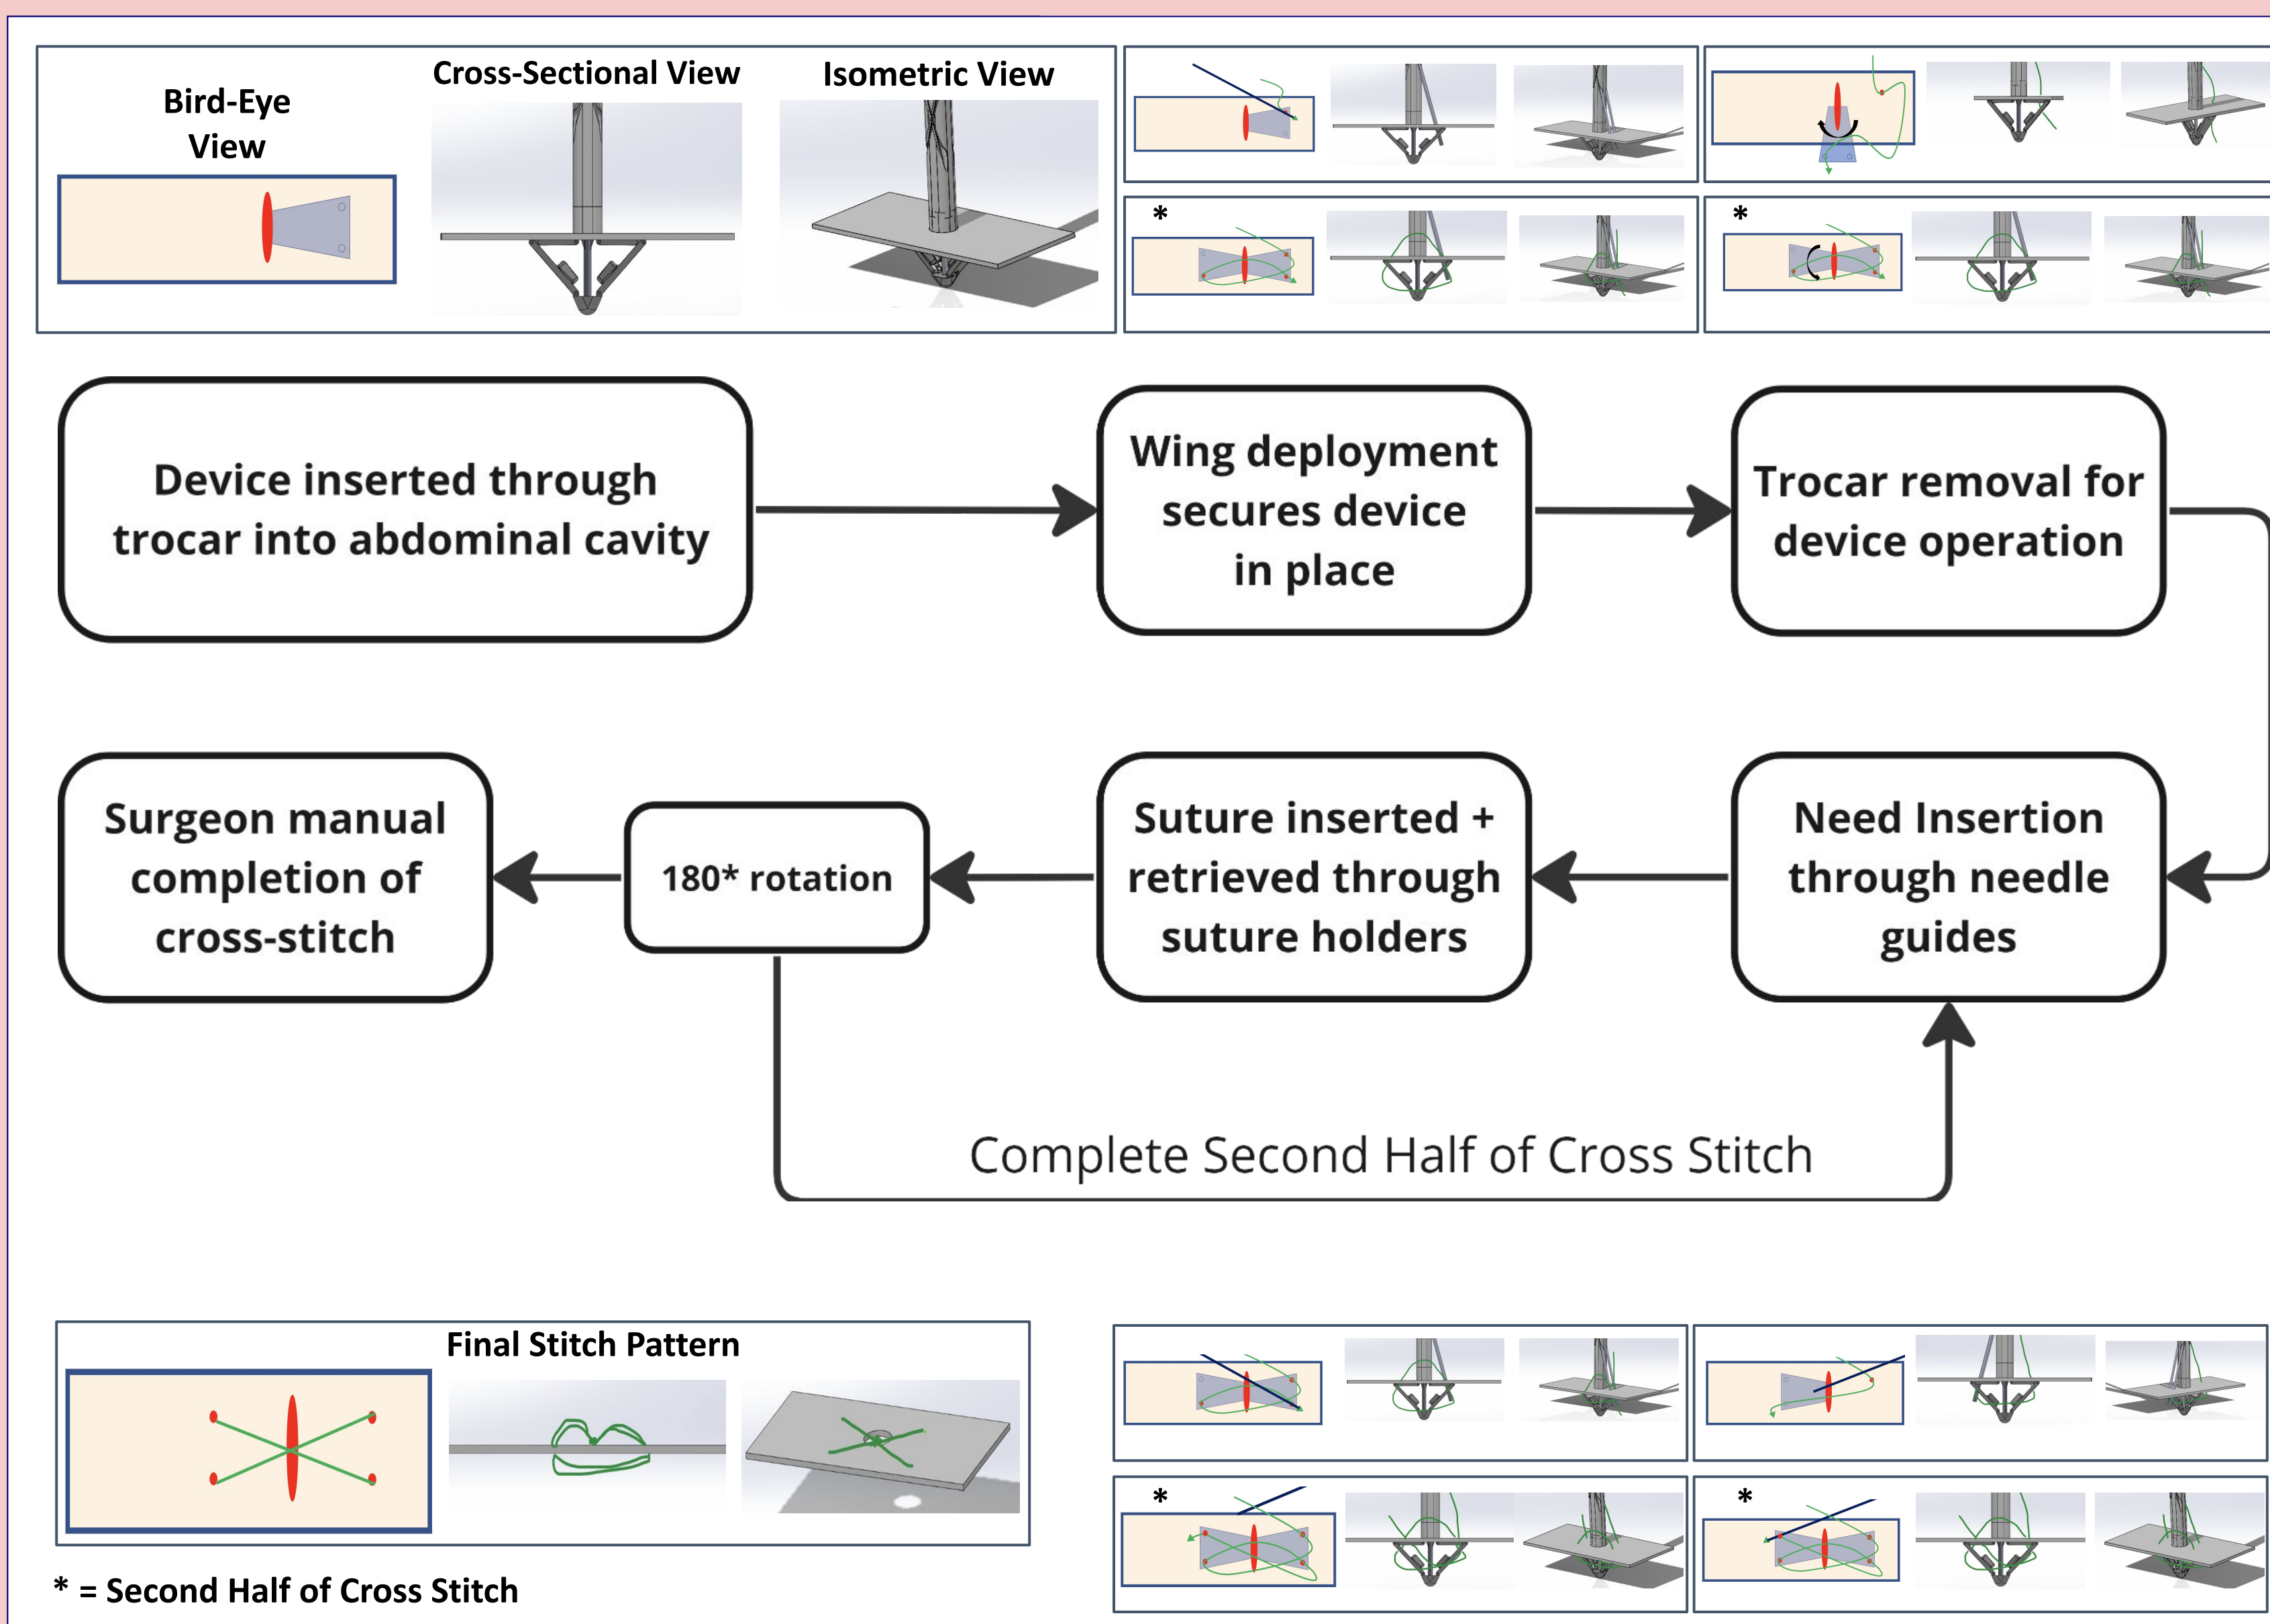 Bird-Eye
View
Cross-Sectional View
Isometric View
*
*
Device inserted through
trocar into abdominal cavity
Wing deployment
secures device
in place
Trocar removal for
device operation
Need Insertion
through needle
guides
Suture inserted +
retrieved through
suture holders
180* rotation
Surgeon manual
completion of
cross-stitch
Complete Second Half of Cross Stitch
Final Stitch Pattern
*
*
* = Second Half of Cross Stitch